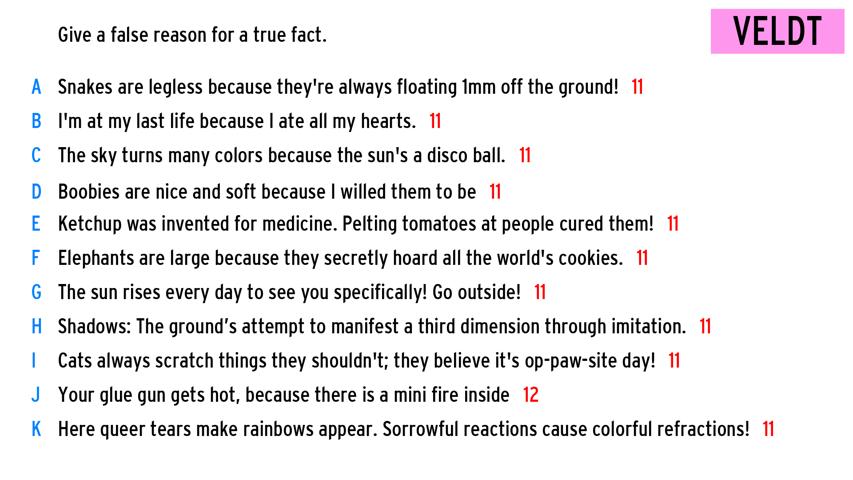 Give a false reason for a true fact.
VELDT
A Snakes are legless because they're always floating 1mm off the ground! 11
B I'm at my last life because I ate all my hearts. 11
C The sky turns many colors because the sun's a disco ball. 11
D Boobies are nice and soft because I willed them to be 11
E Ketchup was invented for medicine. Pelting tomatoes at people cured them! 11
F Elephants are large because they secretly hoard all the world's cookies. 11
G The sun rises every day to see you specifically! Go outside! 11
H Shadows: The ground’s attempt to manifest a third dimension through imitation. 11
I Cats always scratch things they shouldn't; they believe it's op-paw-site day! 11
J Your glue gun gets hot, because there is a mini fire inside 12
K Here queer tears make rainbows appear. Sorrowful reactions cause colorful refractions! 11